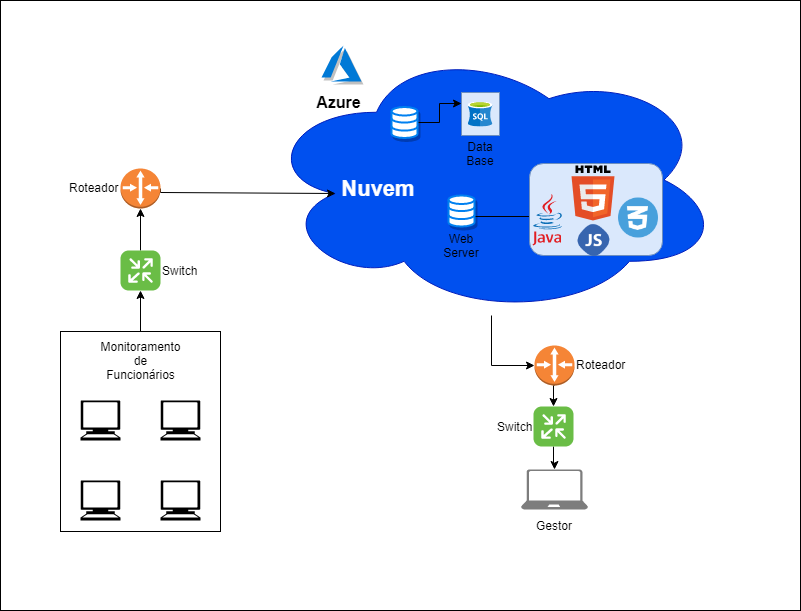 Azure
SQL
Data
Base
Nuvem
Web
Server
HTML
5
3
Java
JS
Roteador
Switch
Monitoramento
de
Funcionários
Roteador
Switch
Gestor